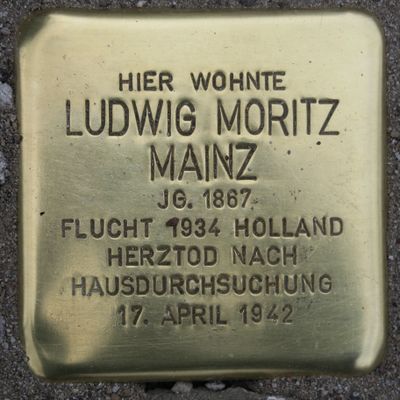 HIER WOHNTE
LUDWIG MORITZ
MAINZ
JG. 1867
FLUCHT 1934 HOLLAND
HERZTOD NACH
HAUSDURCHSUCHUNG
17. APRIL 1942